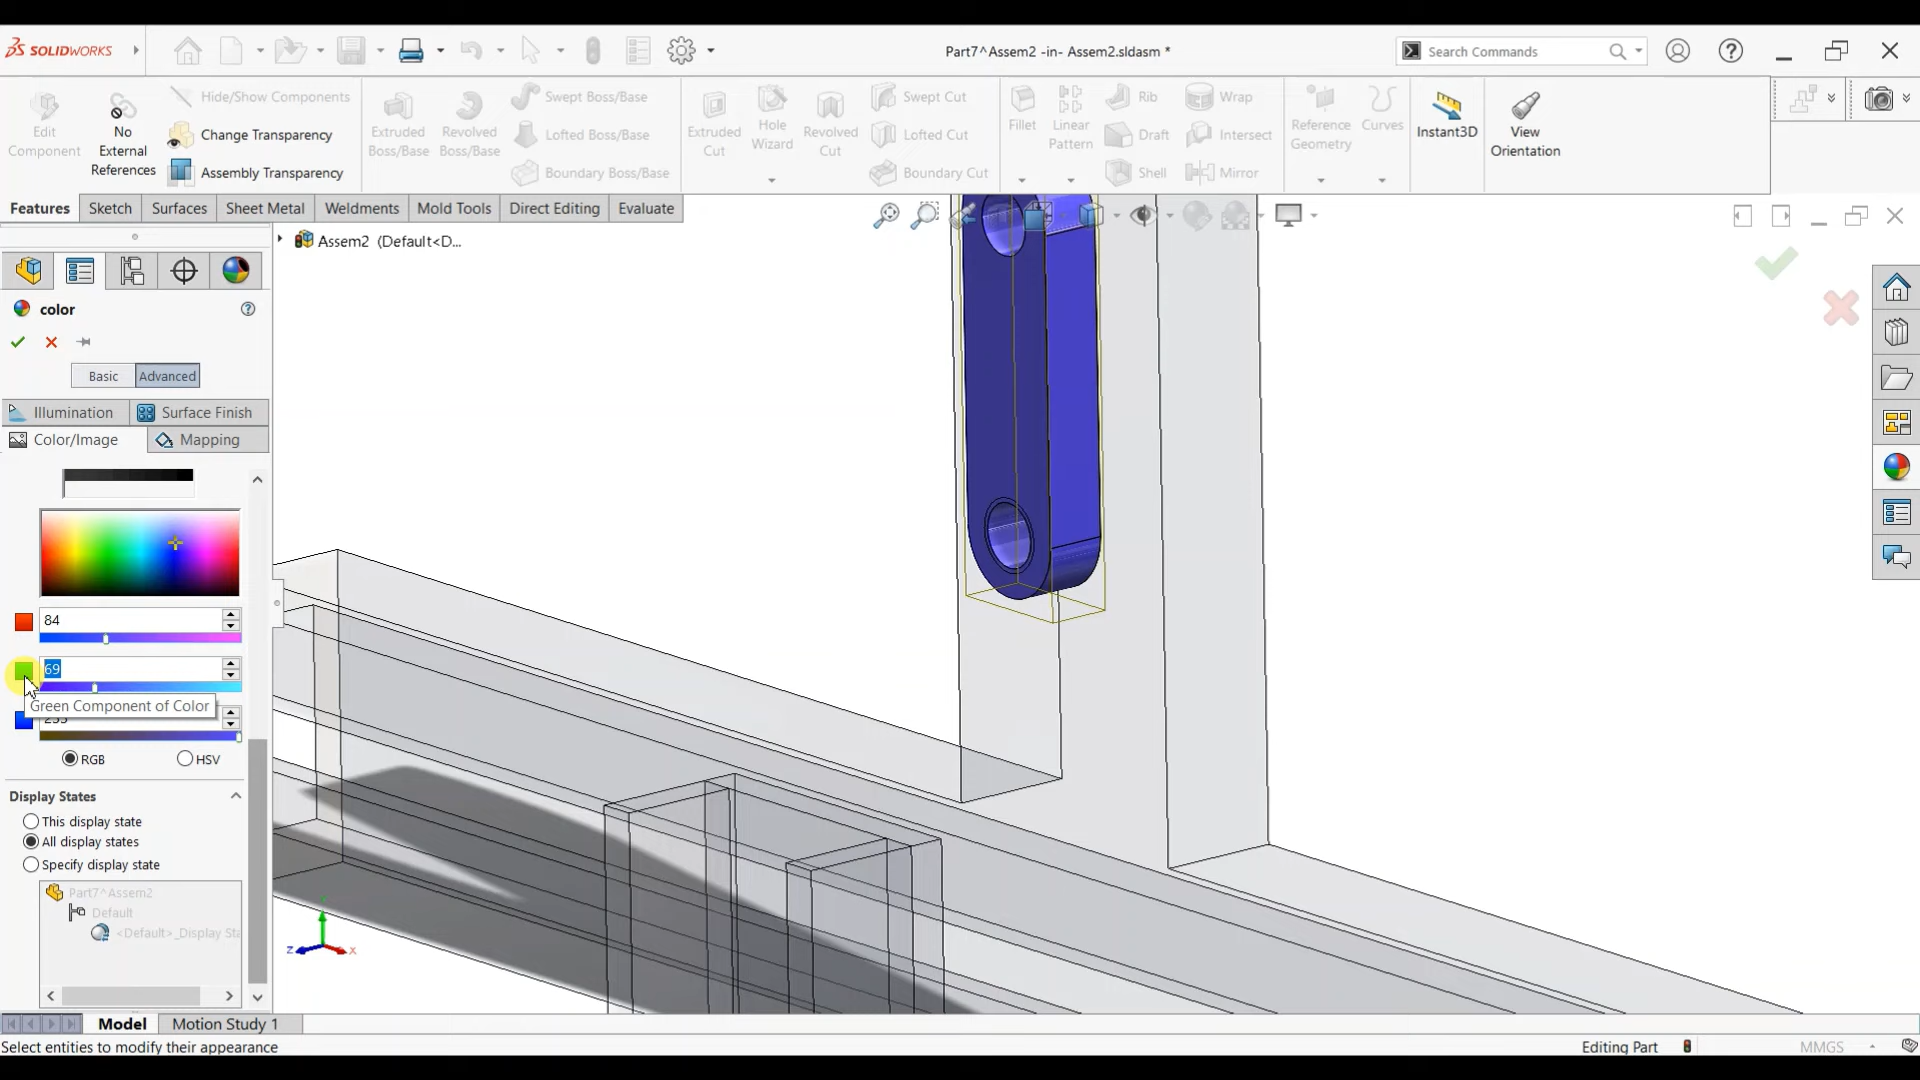 SOLIDWORKS
Part7^Assem2 -in- Assem2.sldasm *
Search Commands
Edit Component
No External References
Hide/Show Components
Change Transparency
Assembly Transparency
Extruded Boss/Base
Revolved Boss/Base
Swept Boss/Base
Lofted Boss/Base
Boundary Boss/Base
Extruded Cut
Hole Wizard
Revolved Cut
Swept Cut
Lofted Cut
Boundary Cut
Fillet
Linear Pattern
Rib
Draft
Shell
Wrap
Intersect
Mirror
Reference Geometry
Curves
Instant3D
View Orientation
Features
Sketch
Surfaces
Sheet Metal
Weldments
Mold Tools
Direct Editing
Evaluate
Assem2 (Default<D...
color
Basic
Advanced
Illumination
Surface Finish
Color/Image
Mapping
84
69
Green Component of Color
255
RGB
HSV
Display States
This display state
All display states
Specify display state
Part7^Assem2
Default
<Default>_Display Sta
Z
X
Model
Motion Study 1
Select entities to modify their appearance
Editing Part
MMGS